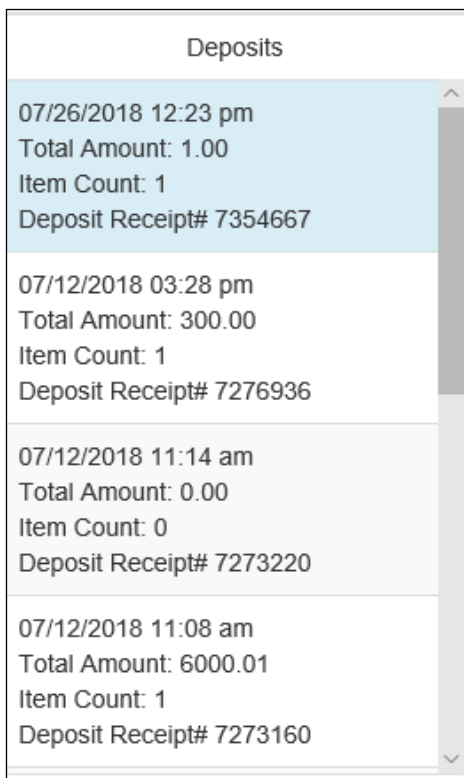 Deposits
07/26/2018 12:23 pm
Total Amount: 1.00
Item Count: 1
Deposit Receipt# 7354667
07/12/2018 03:28 pm
Total Amount: 300.00
Item Count: 1
Deposit Receipt# 7276936
07/12/2018 11:14 am
Total Amount: 0.00
Item Count: 0
Deposit Receipt# 7273220
07/12/2018 11:08 am
Total Amount: 6000.01
Item Count: 1
Deposit Receipt# 7273160